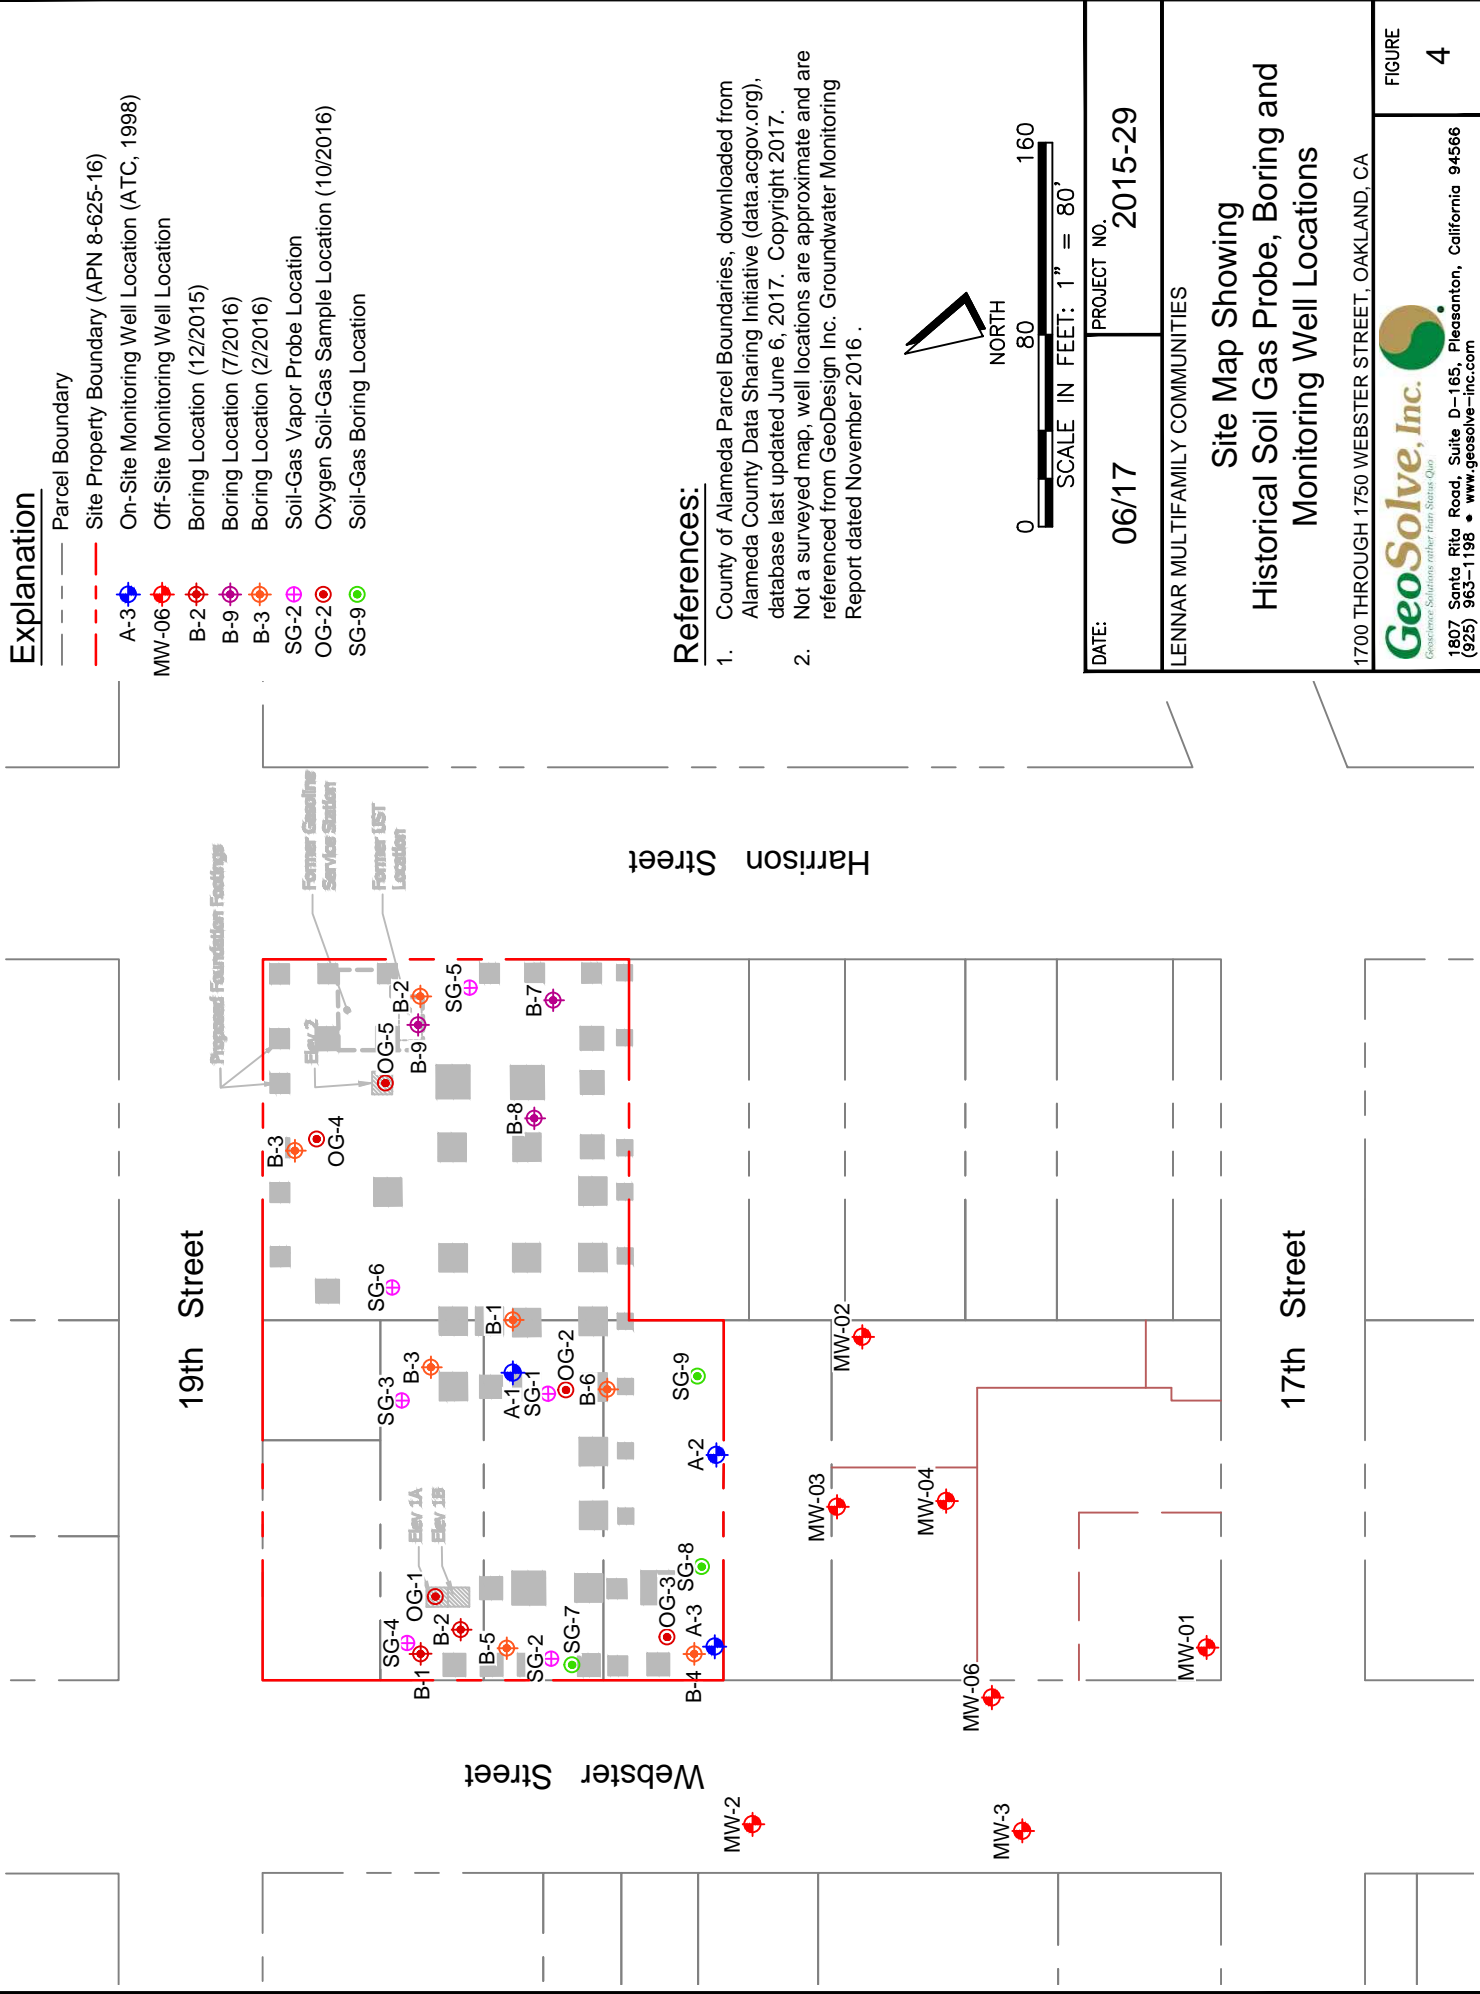 Explanation
Parcel Boundary
Site Property Boundary (APN 8-625-16)
A-3 On-Site Monitoring Well Location (ATC, 1998)
MW-06 Off-Site Monitoring Well Location
B-2 Boring Location (12/2015)
B-9 Boring Location (7/2016)
B-3 Boring Location (2/2016)
SG-2 Soil-Gas Vapor Probe Location
OG-2 Oxygen Soil-Gas Sample Location (10/2016)
SG-9 Soil-Gas Boring Location
References:
1. County of Alameda Parcel Boundaries, downloaded from
Alameda County Data Sharing Initiative (data.acgov.org),
database last updated June 6, 2017. Copyright 2017.
2. Not a surveyed map, well locations are approximate and are
referenced from GeoDesign Inc. Groundwater Monitoring
Report dated November 2016 .
NORTH
0 80 160
SCALE IN FEET: 1" = 80'
DATE:
06/17
PROJECT NO.
2015-29
LENNAR MULTIFAMILY COMMUNITIES
Site Map Showing
Historical Soil Gas Probe, Boring and
Monitoring Well Locations
1700 THROUGH 1750 WEBSTER STREET, OAKLAND, CA
GeoSolve, Inc.
Geoscience Solutions rather than Status Quo
1807 Santa Rita Road, Suite D-165, Pleasanton, California 94566
(925) 963-1198 • www.geosolve-inc.com
FIGURE
4
19th Street
Harrison Street
17th Street
Webster Street
Proposed Foundation Footings
Former Gasoline
Service Station
Former UST
Location
Elev 2
Elev 1A
Elev 1B
B-3
OG-4
OG-5
B-9
B-2
SG-5
B-7
B-8
SG-6
B-1
SG-3
B-3
A-1
SG-1
OG-2
B-6
SG-9
A-2
SG-4
OG-1
B-1
B-2
B-5
SG-2
SG-7
OG-3
SG-8
A-3
B-4
MW-02
MW-03
MW-04
MW-01
MW-06
MW-2
MW-3